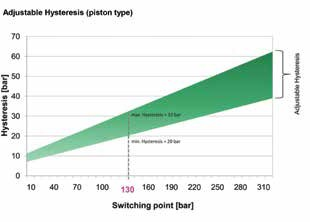 Adjustable Hysteresis (piston type)
70
60
50
40
30
20
10
0
Hysteresis [bar]
max. Hysteresis = 32 bar
min. Hysteresis = 20 bar
Adjustable Hysteresis
10 40 70 100 130 160 190 220 250 280 310
Switching point [bar]